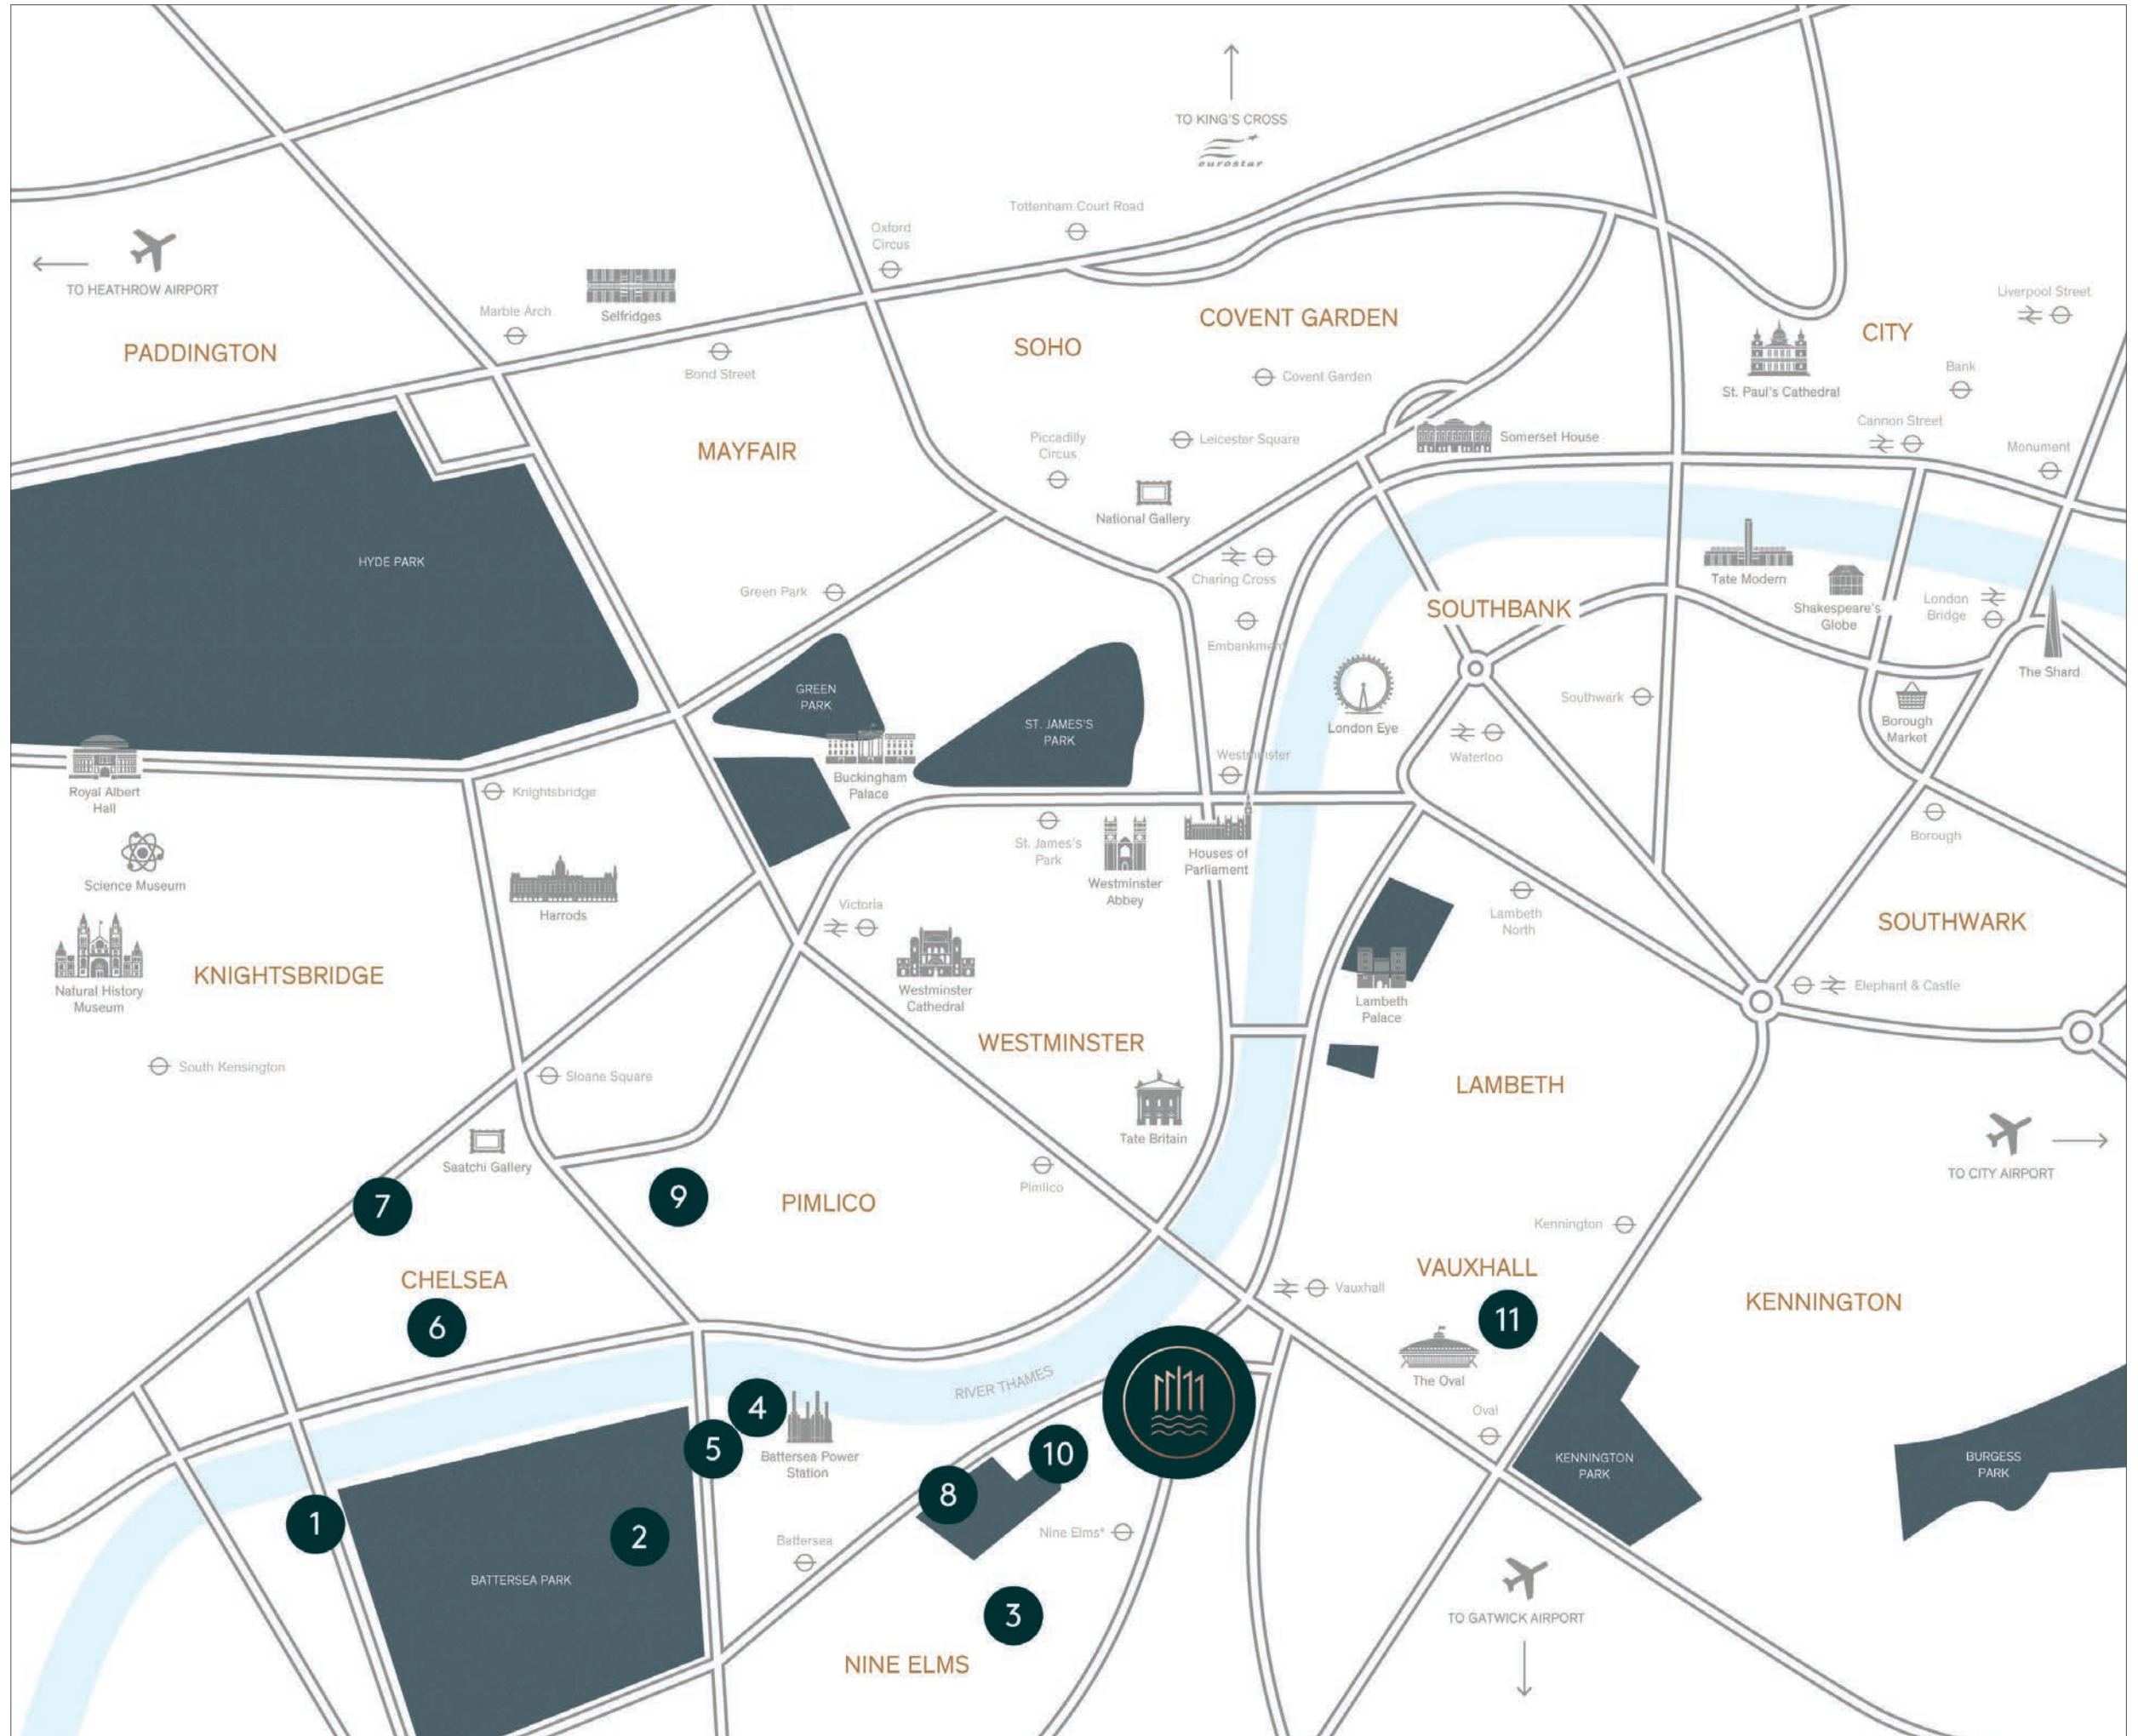 TO KING'S CROSS
eurostar
Tottenham Court Road
Oxford
Circus
TO HEATHROW AIRPORT
PADDINGTON
Marble Arch
Selfridges
Bond Street
SOHO
COVENT GARDEN
Covent Garden
Liverpool Street
CITY
St. Paul's Cathedral
Bank
Cannon Street
Monument
MAYFAIR
Piccadilly
Circus
Leicester Square
Somerset House
National Gallery
HYDE PARK
Charing Cross
Green Park
Embankment
SOUTHBANK
Tate Modern
Shakespeare's
Globe
London
Bridge
The Shard
GREEN
PARK
ST. JAMES'S
PARK
London Eye
Southwark
Borough
Market
Waterloo
Westminster
Buckingham
Palace
Royal Albert
Hall
Knightsbridge
St. James's
Park
Westminster
Abbey
Houses of
Parliament
Borough
Science Museum
Harrods
Victoria
Lambeth
North
SOUTHWARK
Natural History
Museum
KNIGHTSBRIDGE
Westminster
Cathedral
Lambeth
Palace
Elephant & Castle
WESTMINSTER
South Kensington
Sloane Square
LAMBETH
Tate Britain
Saatchi Gallery
Pimlico
TO CITY AIRPORT
7
9
PIMLICO
Kennington
CHELSEA
6
VAUXHALL
Vauxhall
11
KENNINGTON
The Oval
RIVER THAMES
4
5
Battersea Power
Station
10
Oval
KENNINGTON
PARK
BURGESS
PARK
8
1
2
Battersea
Nine Elms*
BATTERSEA PARK
3
TO GATWICK AIRPORT
NINE ELMS